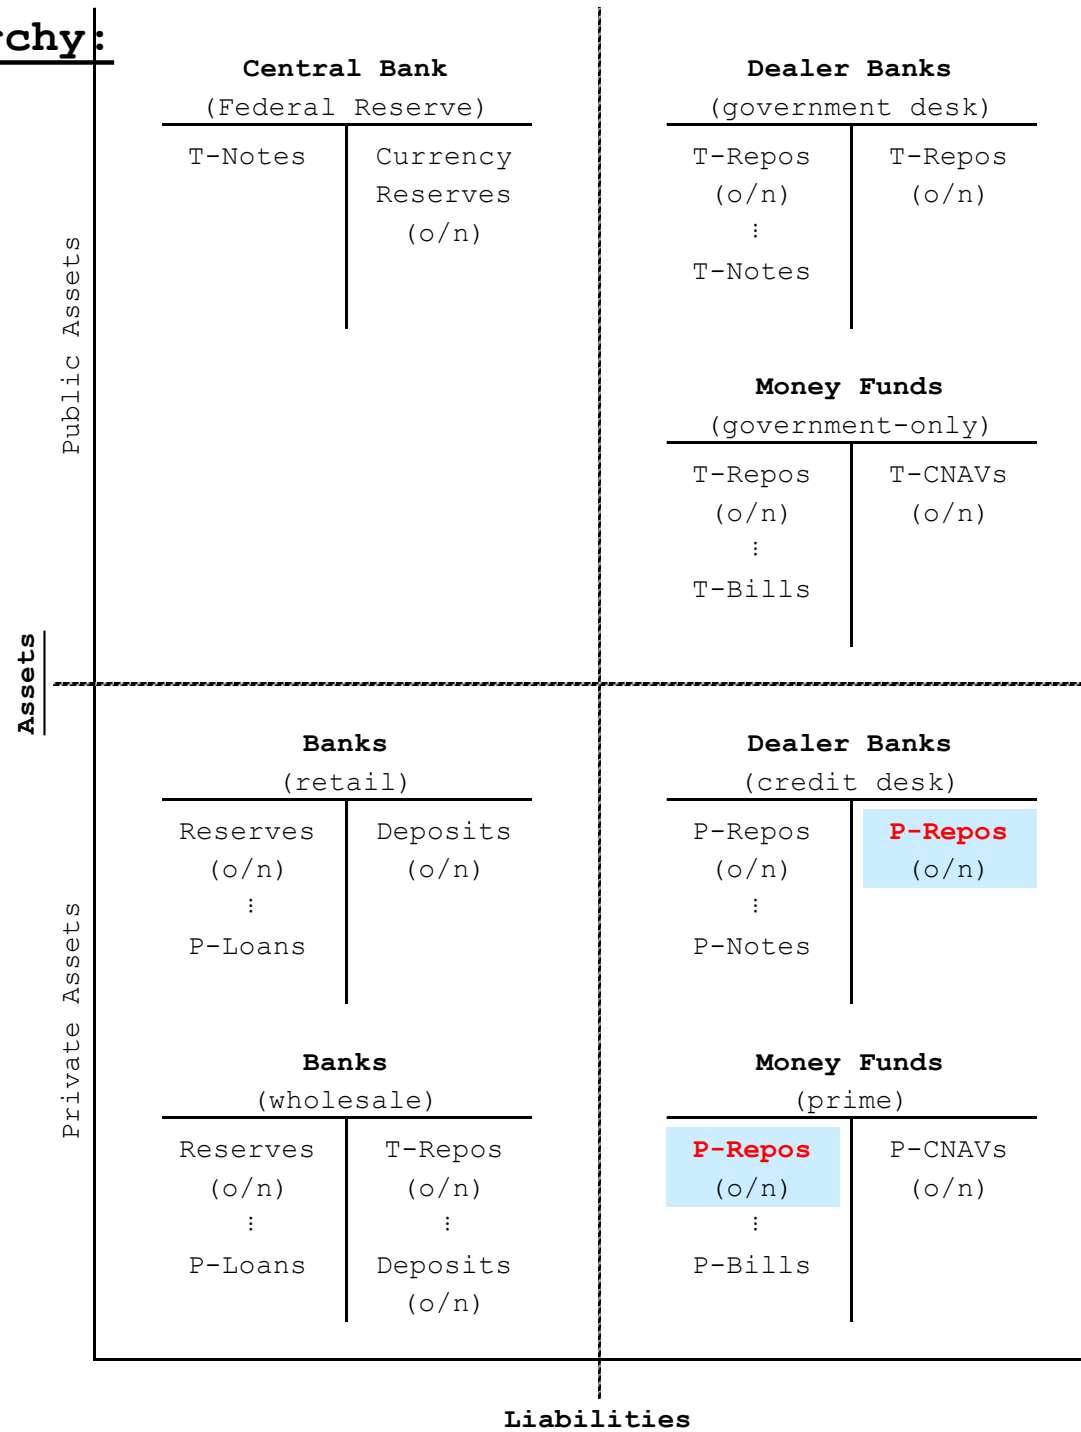 rchy:
Central Bank
(Federal Reserve)
T-Notes
Currency
Reserves
(o/n)
Dealer Banks
(government desk)
T-Repos
(o/n)
⋮
T-Notes
T-Repos
(o/n)
Money Funds
(government-only)
T-Repos
(o/n)
⋮
T-Bills
T-CNAVs
(o/n)
Public Assets
Assets
Private Assets
Banks
(retail)
Reserves
(o/n)
⋮
P-Loans
Deposits
(o/n)
Dealer Banks
(credit desk)
P-Repos
(o/n)
⋮
P-Notes
P-Repos
(o/n)
Banks
(wholesale)
Reserves
(o/n)
⋮
P-Loans
T-Repos
(o/n)
⋮
Deposits
(o/n)
Money Funds
(prime)
P-Repos
(o/n)
⋮
P-Bills
P-CNAVs
(o/n)
Liabilities